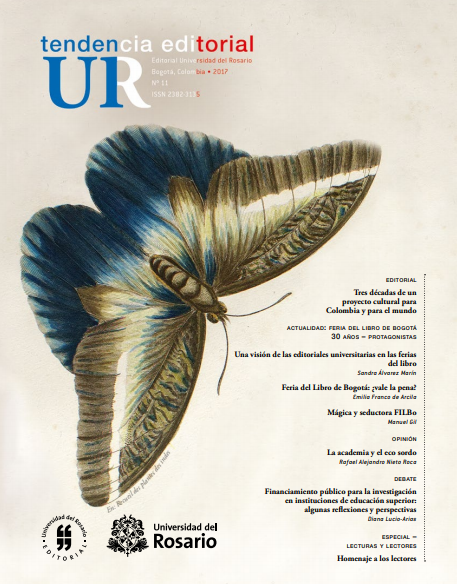 tendencia editorial
UR
Editorial Universidad del Rosario
Bogotá, Colombia • 2017
Nº 11
ISSN 2382 3135
EDITORIAL
Tres décadas de un
proyecto cultural para
Colombia y para el mundo
ACTUALIDAD: FERIA DEL LIBRO DE BOGOTÁ
30 AÑOS – PROTAGONISTAS
Una visión de las editoriales universitarias en las ferias
del libro
Sandra Álvarez Marín
Feria del Libro de Bogotá: ¿vale la pena?
Emilia Franco de Arcila
Mágica y seductora FILBo
Manuel Gil
OPINIÓN
La academia y el eco sordo
Rafael Alejandro Nieto Roca
DEBATE
Financiamiento público para la investigación
en instituciones de educación superior:
algunas reflexiones y perspectivas
Diana Lucio-Arias
ESPECIAL –
LECTURAS Y LECTORES
Homenaje a los lectores
Universidad del Rosario
EDITORIAL
Universidad del
Rosario